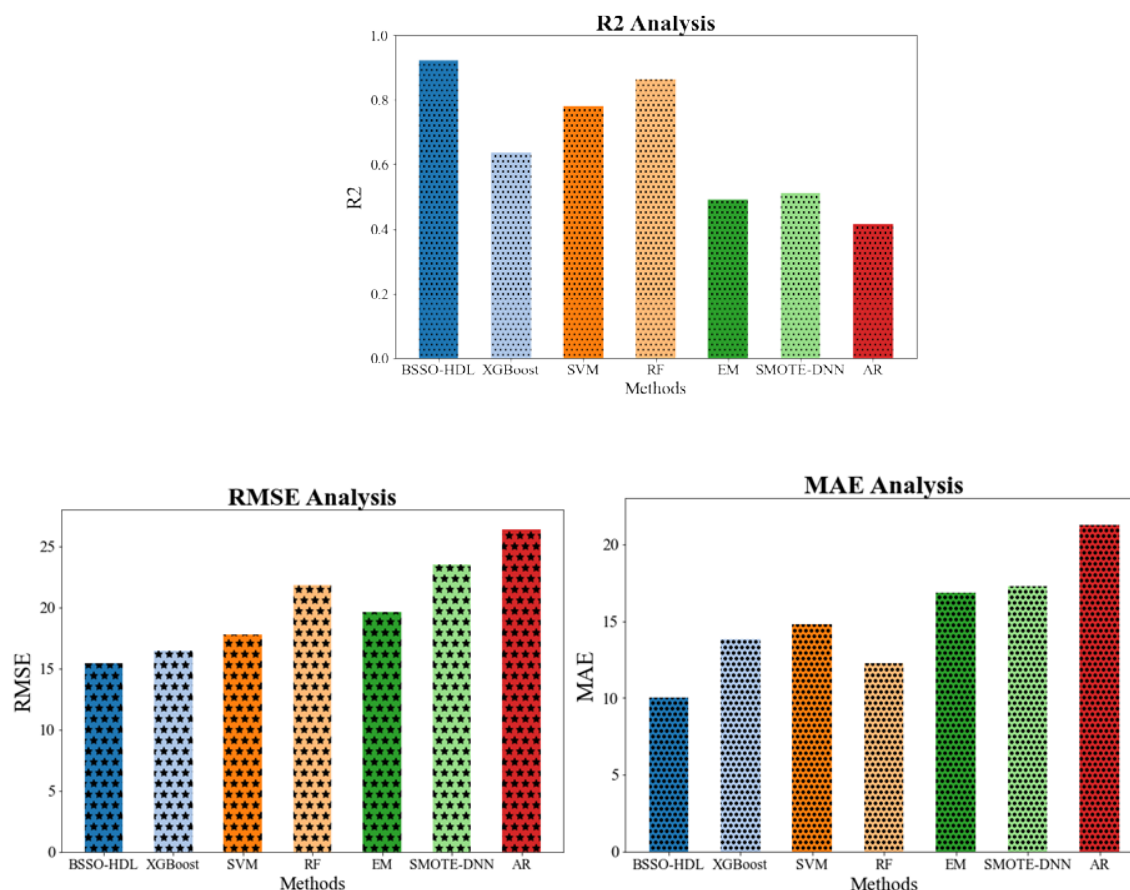 R2 Analysis
1.0
0.8
0.6
0.4
0.2
0.0
R2
BSSO-HDL XGBoost SVM RF EM SMOTE-DNN AR
Methods
RMSE Analysis
25
20
15
10
5
0
RMSE
BSSO-HDL XGBoost SVM RF EM SMOTE-DNN AR
Methods
MAE Analysis
20
15
10
5
0
MAE
BSSO-HDL XGBoost SVM RF EM SMOTE-DNN AR
Methods